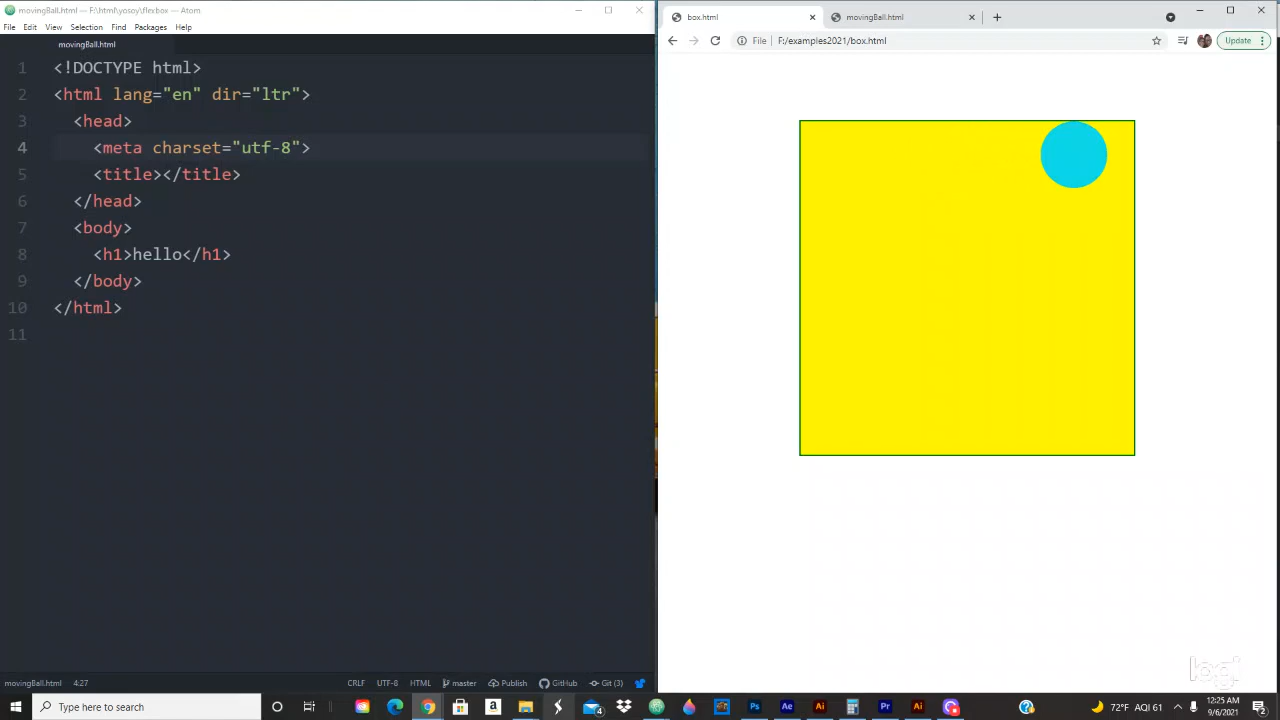 movingBall.html — F:\html\yosoy\flexbox — Atom
File Edit View Selection Find Packages Help
movingBall.html
1 <!DOCTYPE html>
2 <html lang="en" dir="ltr">
3 <head>
4 <meta charset="utf-8">
5 <title></title>
6 </head>
7 <body>
8 <h1>hello</h1>
9 </body>
10 </html>
11
movingBall.html 4:27 CRLF UTF-8 HTML master Publish GitHub Git (3)
box.html movingBall.html
File F:/examples2021/box.html Update
Type here to search
4
72°F AQI 61
12:25 AM
9/6/2021
2